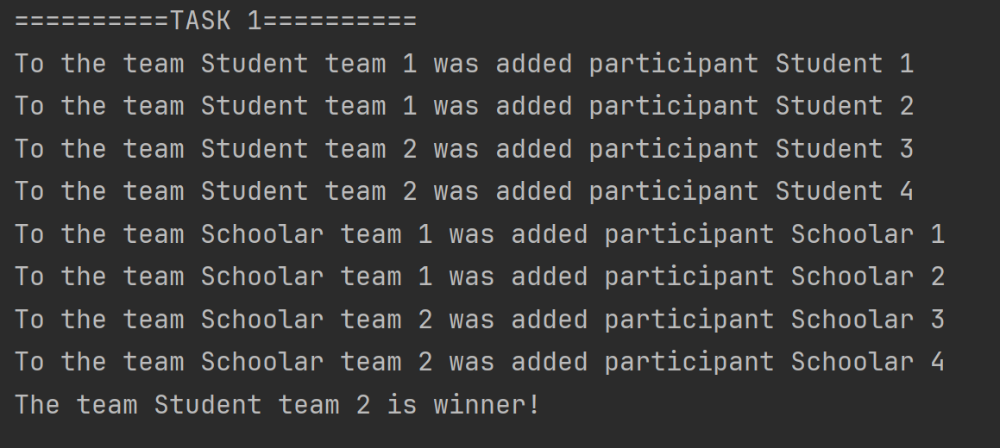 ==========TASK 1==========
To the team Student team 1 was added participant Student 1
To the team Student team 1 was added participant Student 2
To the team Student team 2 was added participant Student 3
To the team Student team 2 was added participant Student 4
To the team Schoolar team 1 was added participant Schoolar 1
To the team Schoolar team 1 was added participant Schoolar 2
To the team Schoolar team 2 was added participant Schoolar 3
To the team Schoolar team 2 was added participant Schoolar 4
The team Student team 2 is winner!